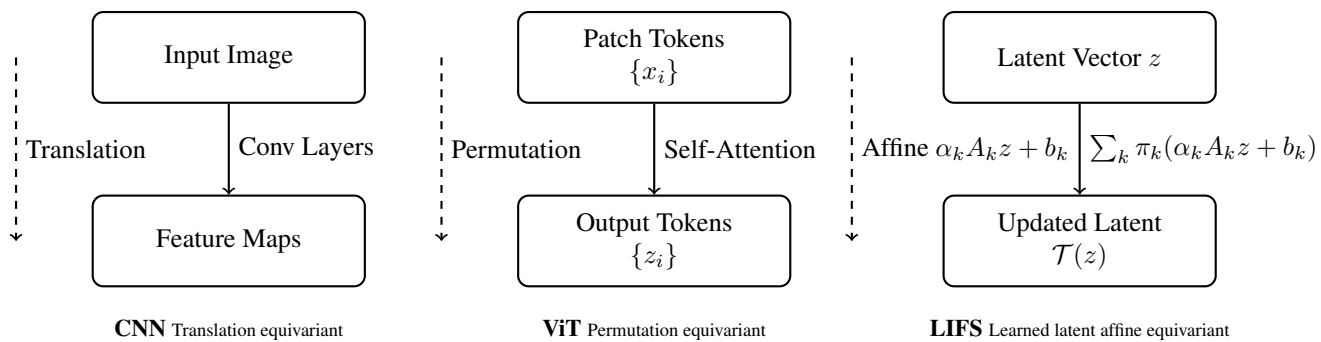 Input Image
Translation
Conv Layers
Feature Maps
CNN Translation equivariant
Patch Tokens
{x_i}
Permutation
Self-Attention
Output Tokens
{z_i}
ViT Permutation equivariant
Latent Vector z
Affine α_k A_k z + b_k
∑_k π_k(α_k A_k z + b_k)
Updated Latent
𝒯(z)
LIFS Learned latent affine equivariant